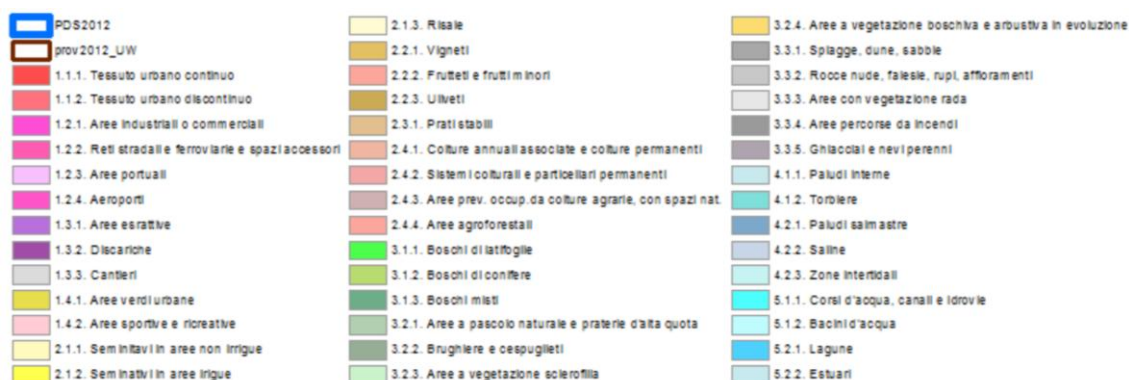 PDS2012
prov2012_UW
1.1.1. Tessuto urbano continuo
1.1.2. Tessuto urbano discontinuo
1.2.1. Aree industriali o commerciali
1.2.2. Reti stradali e ferroviarie e spazi accessori
1.2.3. Aree portuali
1.2.4. Aeroporti
1.3.1. Aree esrattive
1.3.2. Discariche
1.3.3. Cantieri
1.4.1. Aree verdi urbane
1.4.2. Aree sportive e ricreative
2.1.1. Seminitavi in aree non irrigue
2.1.2. Seminativi in aree irigue
2.1.3. Risaie
2.2.1. Vigneti
2.2.2. Frutteti e frutti minori
2.2.3. Uliveti
2.3.1. Prati stabili
2.4.1. Colture annuali associate e colture permanenti
2.4.2. Sistemi colturali e particellari permanenti
2.4.3. Aree prev. occup.da colture agrarie, con spazi nat.
2.4.4. Aree agroforestali
3.1.1. Boschi di latifoglie
3.1.2. Boschi di conifere
3.1.3. Boschi misti
3.2.1. Aree a pascolo naturale e praterie d'alta quota
3.2.2. Brughiere e cespuglieti
3.2.3. Aree a vegetazione sclerofilla
3.2.4. Aree a vegetazione boschiva e arbustiva in evoluzione
3.3.1. Spiagge, dune, sabbie
3.3.2. Rocce nude, falesie, rupi, affioramenti
3.3.3. Aree con vegetazione rada
3.3.4. Aree percorse da incendi
3.3.5. Ghiacciai e nevi perenni
4.1.1. Paludi interne
4.1.2. Torbiere
4.2.1. Paludi salmastre
4.2.2. Saline
4.2.3. Zone intertidali
5.1.1. Corsi d'acqua, canali e idrovie
5.1.2. Bacini d'acqua
5.2.1. Lagune
5.2.2. Estuari